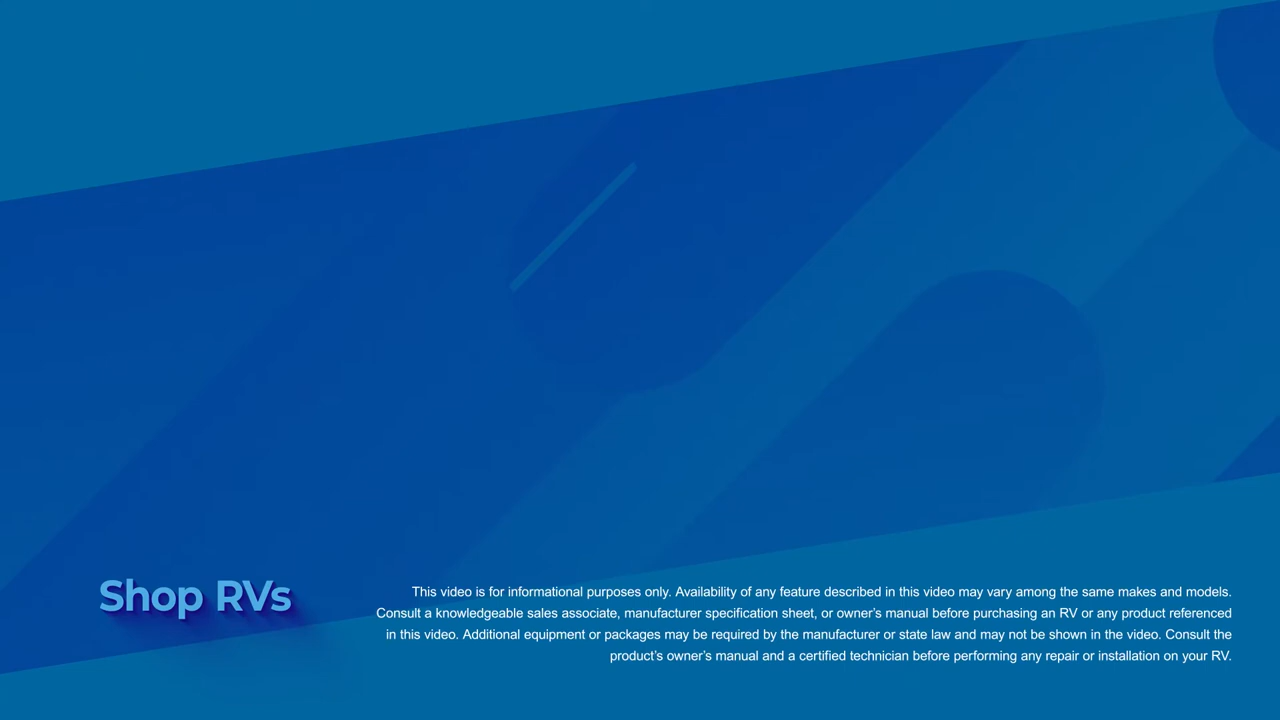 Shop RVs
This video is for informational purposes only. Availability of any feature described in this video may vary among the same makes and models.
Consult a knowledgeable sales associate, manufacturer specification sheet, or owner’s manual before purchasing an RV or any product referenced
in this video. Additional equipment or packages may be required by the manufacturer or state law and may not be shown in the video. Consult the
product’s owner’s manual and a certified technician before performing any repair or installation on your RV.